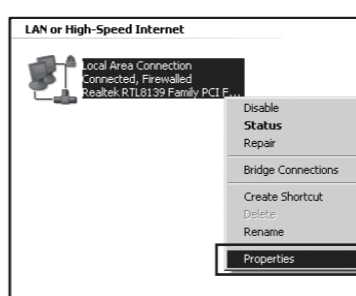 LAN or High-Speed Internet
Local Area Connection
Connected, Firewalled
Realtek RTL8139 Family PCI F...
Disable
Status
Repair
Bridge Connections
Create Shortcut
Delete
Rename
Properties